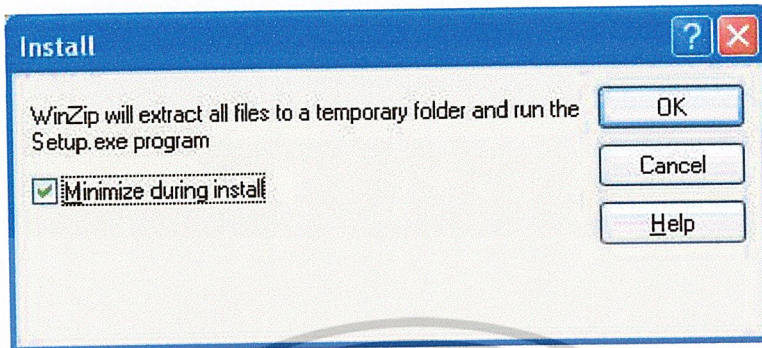 Install
WinZip will extract all files to a temporary folder and run the
Setup.exe program
Minimize during install
OK
Cancel
Help